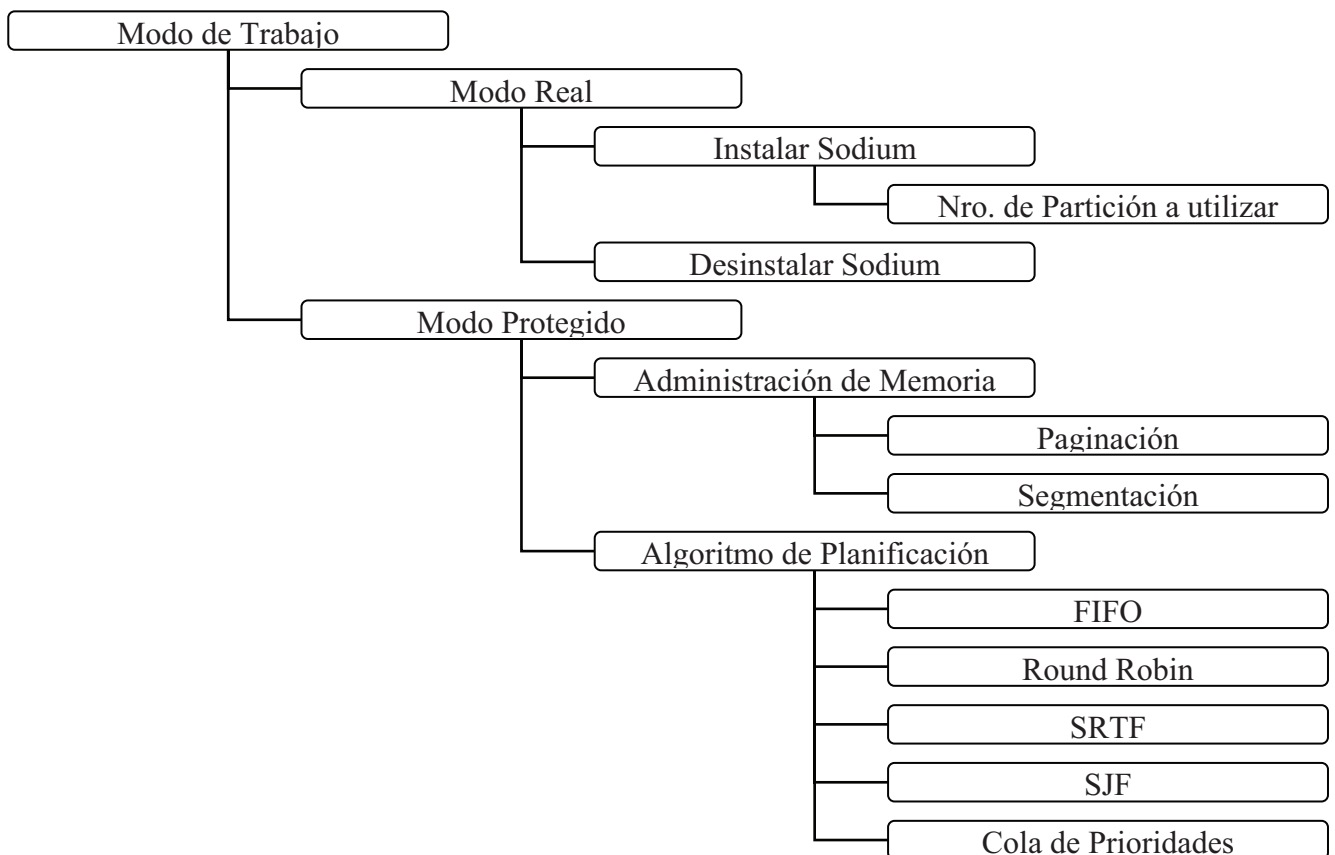 Modo de Trabajo
Modo Real
Instalar Sodium
Nro. de Partición a utilizar
Desinstalar Sodium
Modo Protegido
Administración de Memoria
Paginación
Segmentación
Algoritmo de Planificación
FIFO
Round Robin
SRTF
SJF
Cola de Prioridades